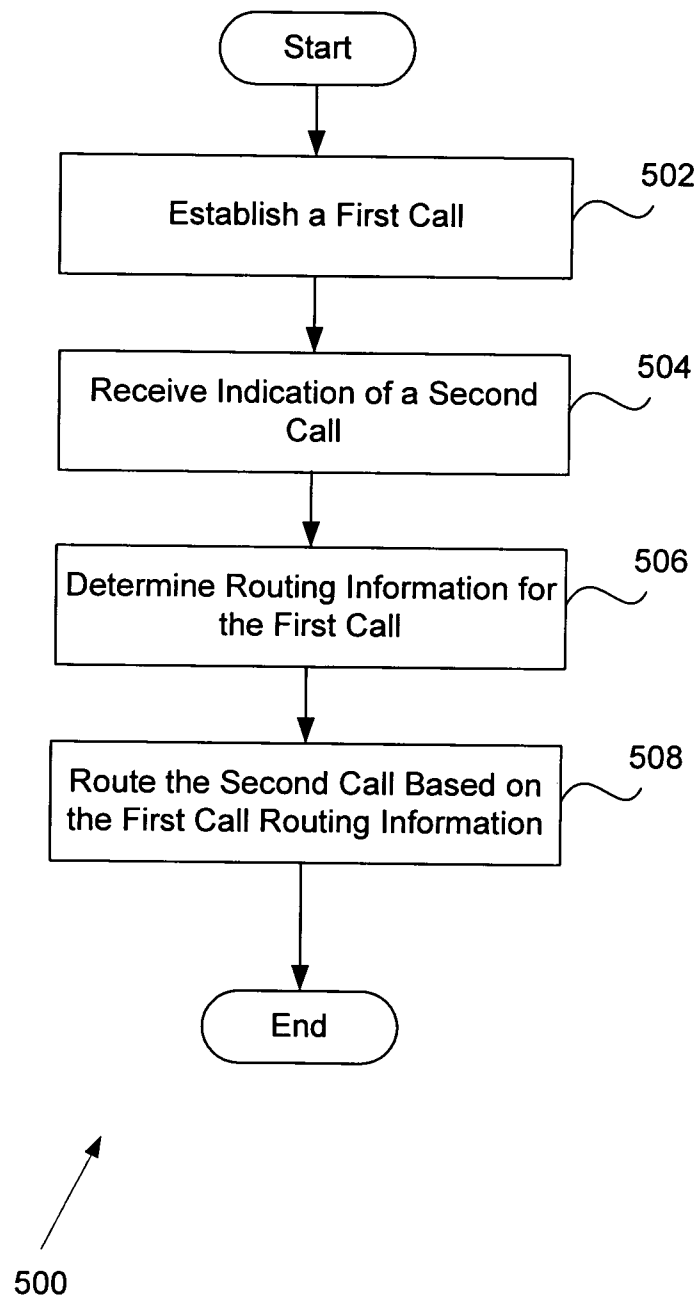 Start
502
Establish a First Call
504
Receive Indication of a Second
Call
506
Determine Routing Information for
the First Call
508
Route the Second Call Based on
the First Call Routing Information
End
500